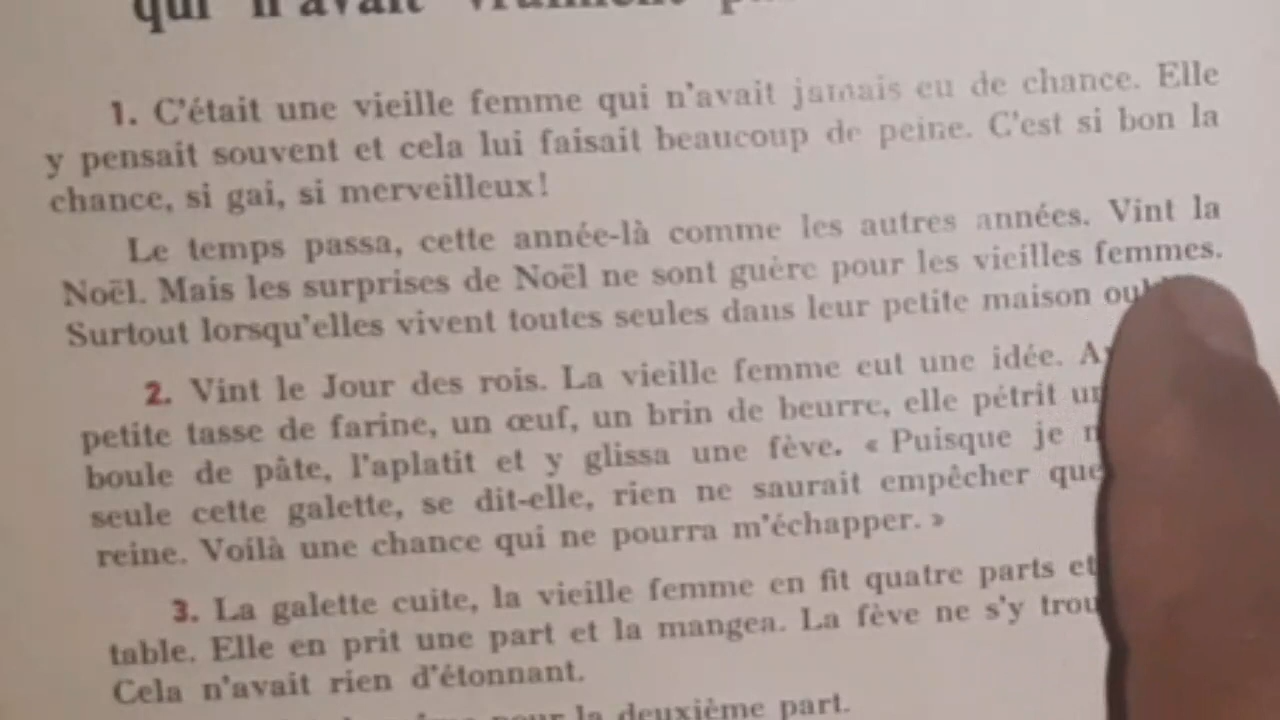 qui n'avait vraiment
1. C'était une vieille femme qui n'avait jamais eu de chance. Elle
y pensait souvent et cela lui faisait beaucoup de peine. C'est si bon la
chance, si gai, si merveilleux!
Le temps passa, cette année-là comme les autres années. Vint la
Noël. Mais les surprises de Noël ne sont guère pour les vieilles femmes.
Surtout lorsqu'elles vivent toutes seules dans leur petite maison
2. Vint le Jour des rois. La vieille femme eut une idée.
petite tasse de farine, un œuf, un brin de beurre, elle pétrit
boule de pâte, l'aplatit et y glissa une fève. « Puisque je
seule cette galette, se dit-elle, rien ne saurait empêcher que
reine. Voilà une chance qui ne pourra m'échapper. »
3. La galette cuite, la vieille femme en fit quatre parts et
table. Elle en prit une part et la mangea. La fève ne s'y
Cela n'avait rien d'étonnant.
pour la deuxième part.